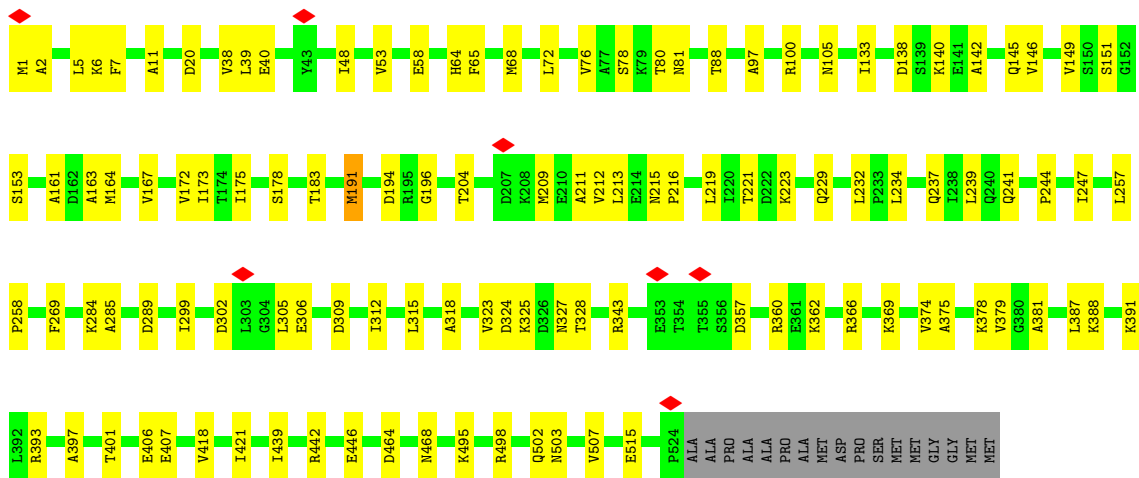 M1 A2 L5 K6 F7 A11 D20 V38 L39 E40 Y43 I48 V53 E58 H64 F65 M68 L72 V76 A77 S78 K79 T80 N81 T88 A97 R100 N105 I133 D138 S139 K140 E141 A142 Q145 V146 V149 S150 S151 G152
S153 A161 D162 A163 M164 V167 V172 I173 T174 I175 S178 T183 M191 D194 R195 G196 T204 D207 K208 M209 E210 A211 V212 L213 E214 N215 P216 L219 I220 T221 D222 K223 Q229 L232 P233 L234 Q237 I238 L239 Q240 Q241 P244 I247 L257
P258 F269 K284 A285 D289 I299 D302 L303 G304 L305 E306 D309 I312 L315 A318 V323 D324 K325 D326 N327 T328 R343 E353 T354 T355 S356 D357 R360 E361 K362 R366 K369 V374 A375 K378 V379 G380 A381 L387 K388 K391
L392 R393 A397 T401 E406 E407 V418 I421 I439 R442 E446 D464 N468 K495 R498 Q502 N503 V507 E515 P524 ALA ALA PRO ALA ALA ALA PRO ALA MET ASP PRO SER MET MET GLY GLY MET MET